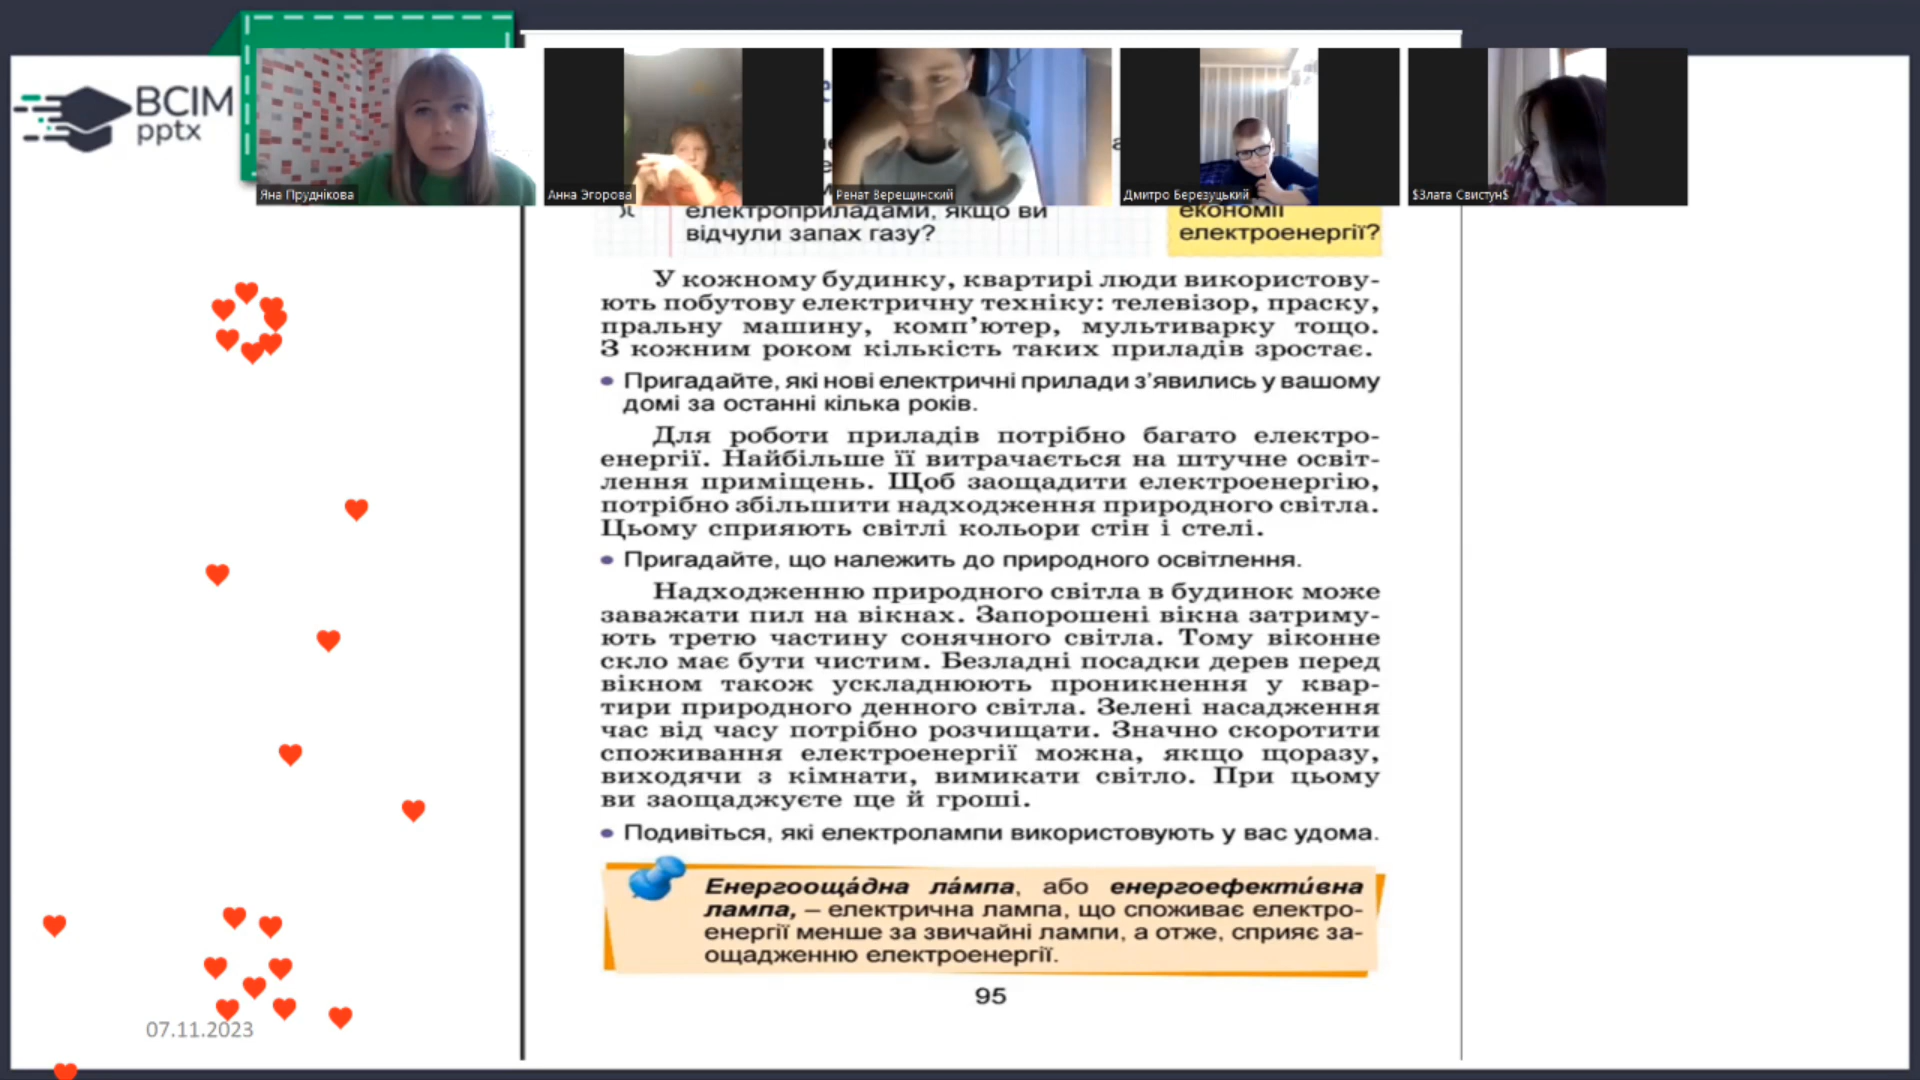 ВСІМ
pptx
Яна Пруднікова
Анна Эгорова
Ренат Верещинский
Дмитро Березуцький
$Злата Свистун$
електроприладами, якщо ви
відчули запах газу?
економії
електроенергії?
У кожному будинку, квартирі люди використову-
ють побутову електричну техніку: телевізор, праску,
пральну машину, комп’ютер, мультиварку тощо.
З кожним роком кількість таких приладів зростає.
• Пригадайте, які нові електричні прилади з’явились у вашому
домі за останні кілька років.
Для роботи приладів потрібно багато електро-
енергії. Найбільше її витрачається на штучне освіт-
лення приміщень. Щоб заощадити електроенергію,
потрібно збільшити надходження природного світла.
Цьому сприяють світлі кольори стін і стелі.
• Пригадайте, що належить до природного освітлення.
Надходженню природного світла в будинок може
заважати пил на вікнах. Запорошені вікна затриму-
ють третю частину сонячного світла. Тому віконне
скло має бути чистим. Безладні посадки дерев перед
вікном також ускладнюють проникнення у квар-
тири природного денного світла. Зелені насадження
час від часу потрібно розчищати. Значно скоротити
споживання електроенергії можна, якщо щоразу,
виходячи з кімнати, вимикати світло. При цьому
ви заощаджуєте ще й гроші.
• Подивіться, які електролампи використовують у вас удома.
Енергооща́дна ла́мпа, або енергоефекти́вна
лампа, – електрична лампа, що споживає електро-
енергії менше за звичайні лампи, а отже, сприяє за-
ощадженню електроенергії.
95
07.11.2023